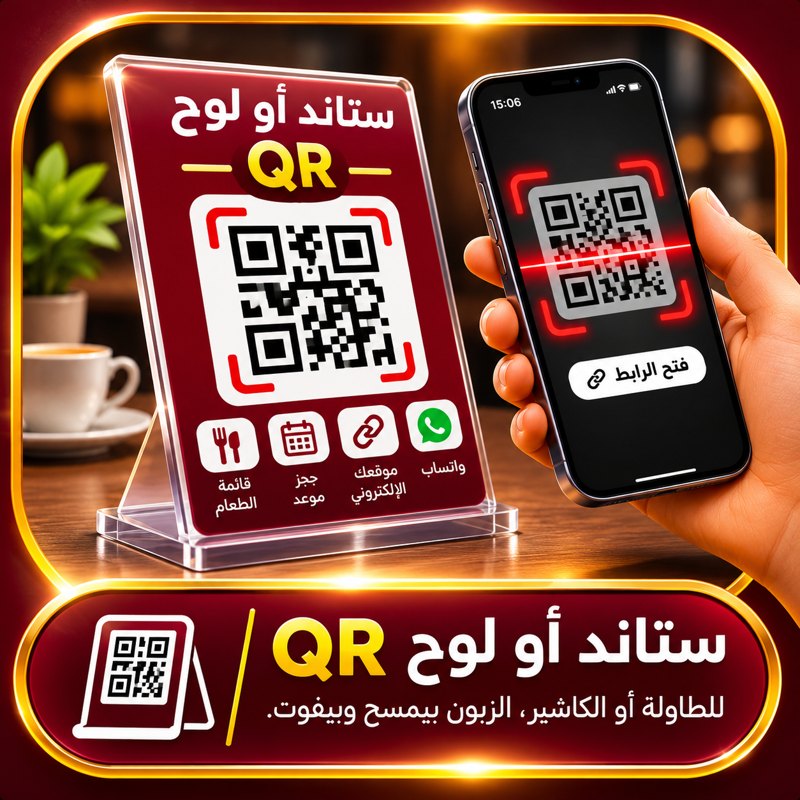 ستاند أو لوح
QR
قائمة
الطعام
حجز
موعد
موقعك
الإلكتروني
واتساب
15:06
فتح الرابط
ستاند أو لوح QR
للطاولة أو الكاشير، الزبون بيمسح وبيفوت.